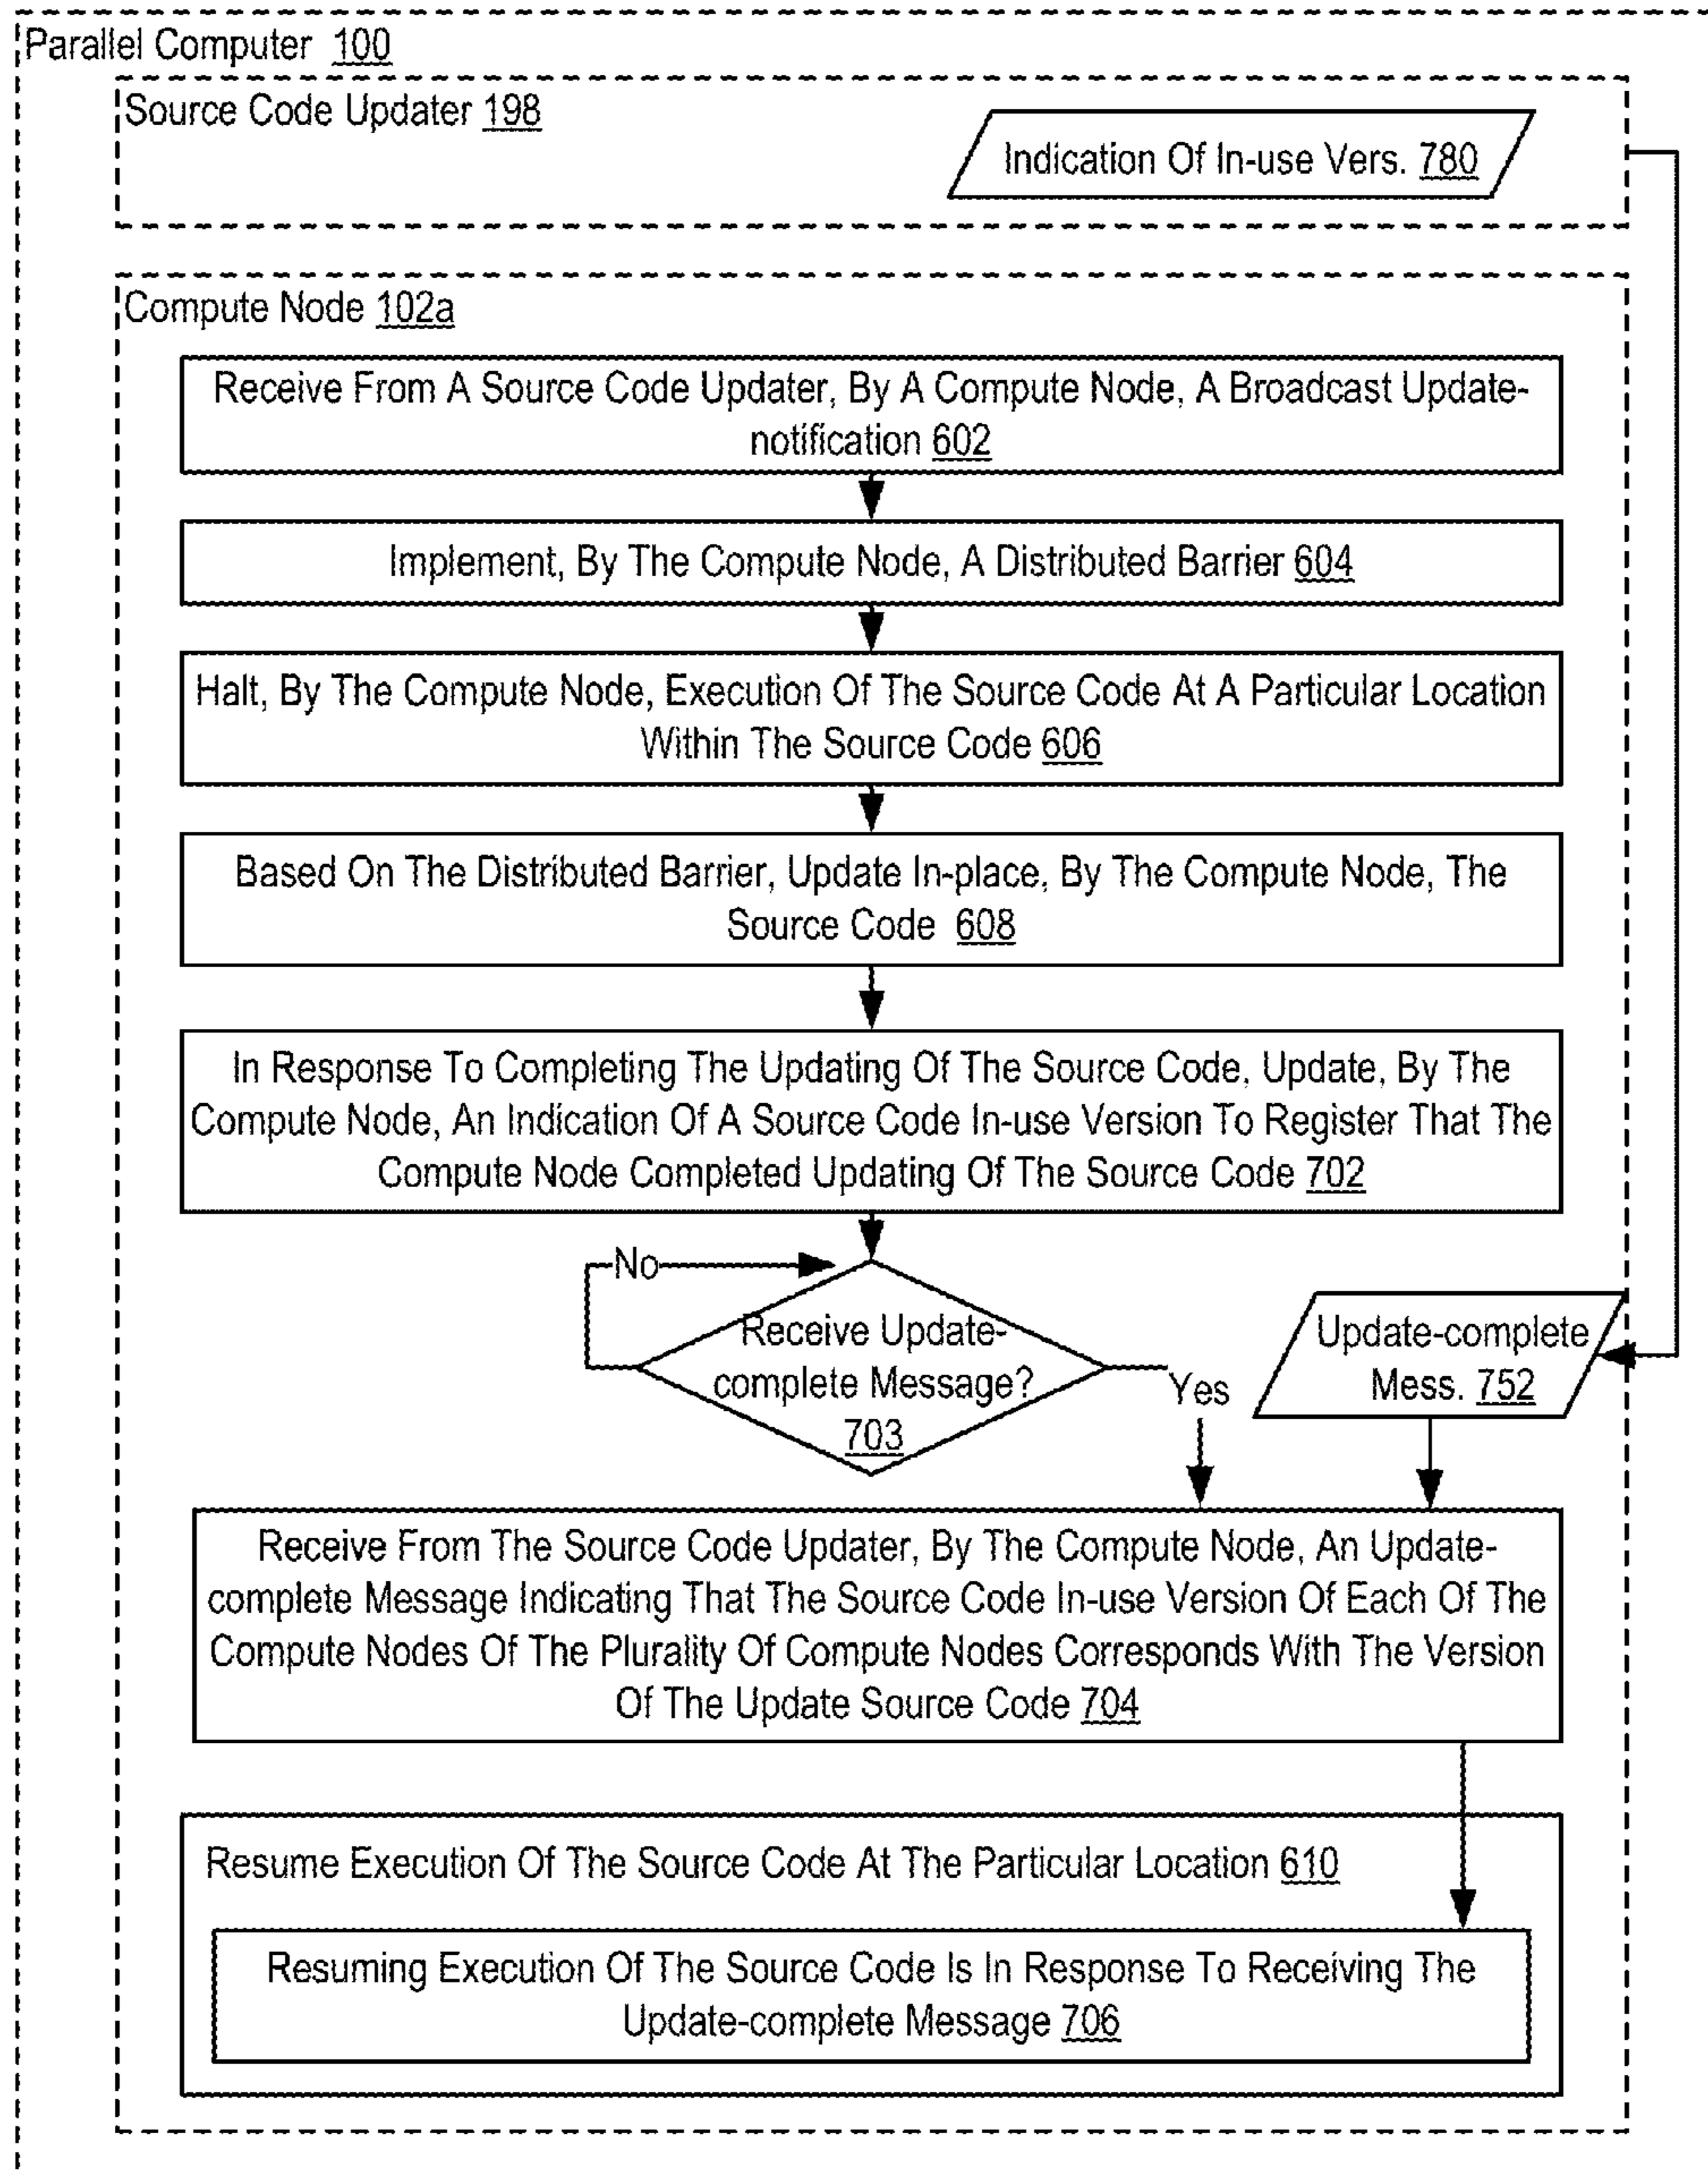 Parallel Computer 100
Source Code Updater 198
Indication Of In-use Vers. 780
Compute Node 102a
Receive From A Source Code Updater, By A Compute Node, A Broadcast Update-
notification 602
Implement, By The Compute Node, A Distributed Barrier 604
Halt, By The Compute Node, Execution Of The Source Code At A Particular Location
Within The Source Code 606
Based On The Distributed Barrier, Update In-place, By The Compute Node, The
Source Code 608
In Response To Completing The Updating Of The Source Code, Update, By The
Compute Node, An Indication Of A Source Code In-use Version To Register That The
Compute Node Completed Updating Of The Source Code 702
No
Receive Update-
complete Message?
703
Yes
Update-complete
Mess. 752
Receive From The Source Code Updater, By The Compute Node, An Update-
complete Message Indicating That The Source Code In-use Version Of Each Of The
Compute Nodes Of The Plurality Of Compute Nodes Corresponds With The Version
Of The Update Source Code 704
Resume Execution Of The Source Code At The Particular Location 610
Resuming Execution Of The Source Code Is In Response To Receiving The
Update-complete Message 706